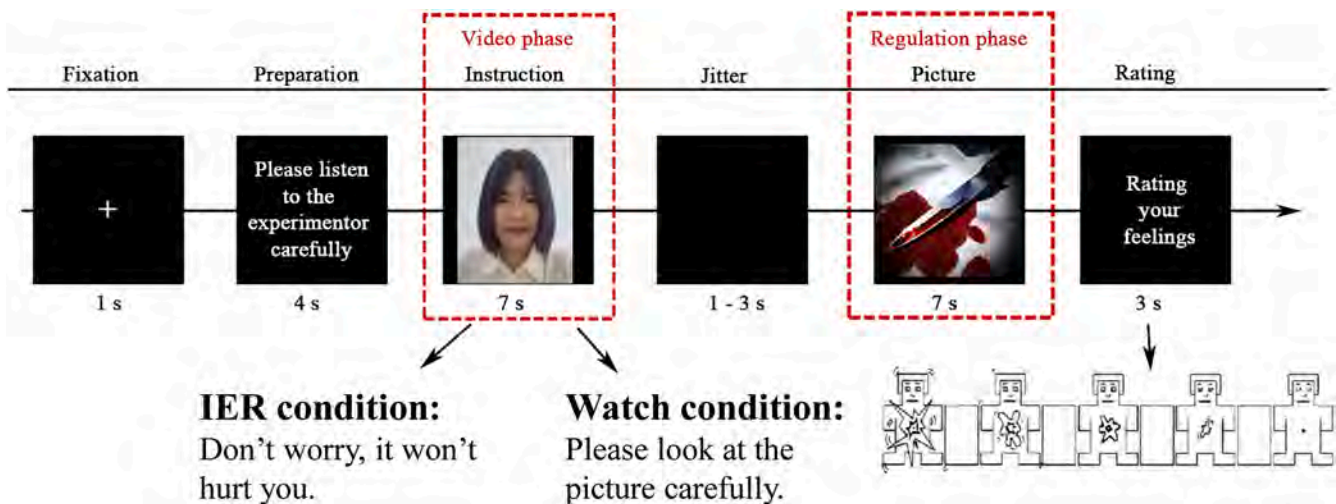 Video phase
Regulation phase
Fixation
Preparation
Instruction
Jitter
Picture
Rating
+
Please listen
to the
experimentor
carefully
Rating
your
feelings
1 s
4 s
7 s
1 - 3 s
7 s
3 s
IER condition:
Don't worry, it won't
hurt you.
Watch condition:
Please look at the
picture carefully.